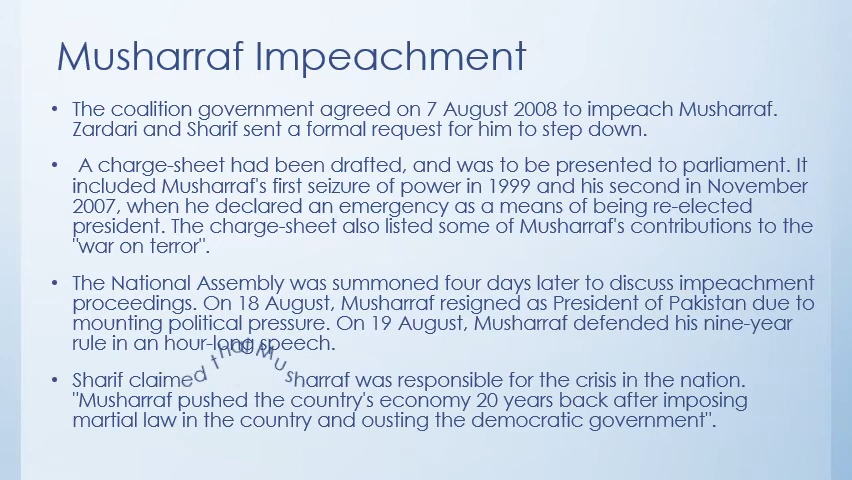 Musharraf Impeachment
• The coalition government agreed on 7 August 2008 to impeach Musharraf.
Zardari and Sharif sent a formal request for him to step down.
• A charge-sheet had been drafted, and was to be presented to parliament. It
included Musharraf's first seizure of power in 1999 and his second in November
2007, when he declared an emergency as a means of being re-elected
president. The charge-sheet also listed some of Musharraf's contributions to the
"war on terror".
• The National Assembly was summoned four days later to discuss impeachment
proceedings. On 18 August, Musharraf resigned as President of Pakistan due to
mounting political pressure. On 19 August, Musharraf defended his nine-year
rule in an hour-long speech.
• Sharif claimed that Musharraf was responsible for the crisis in the nation.
"Musharraf pushed the country's economy 20 years back after imposing
martial law in the country and ousting the democratic government".